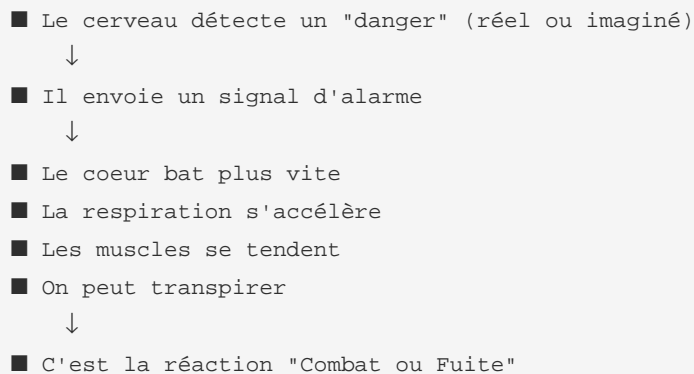 ■ Le cerveau détecte un "danger" (réel ou imaginé)
↓
■ Il envoie un signal d'alarme
↓
■ Le coeur bat plus vite
■ La respiration s'accélère
■ Les muscles se tendent
■ On peut transpirer
↓
■ C'est la réaction "Combat ou Fuite"